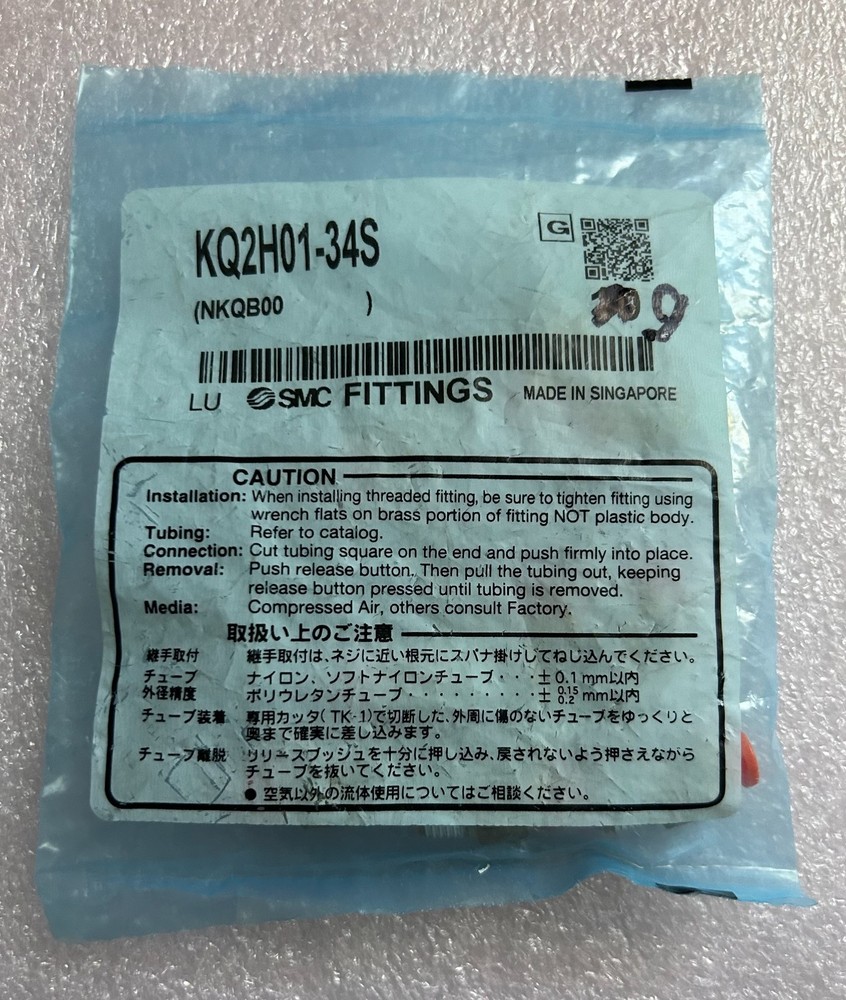 KQ2H01-34S
G
(NKQB00 )
9
LU SMC FITTINGS MADE IN SINGAPORE
CAUTION
Installation: When installing threaded fitting, be sure to tighten fitting using
wrench flats on brass portion of fitting NOT plastic body.
Tubing: Refer to catalog.
Connection: Cut tubing square on the end and push firmly into place.
Removal: Push release button. Then pull the tubing out, keeping
release button pressed until tubing is removed.
Media: Compressed Air, others consult Factory.
取扱い上のご注意
継手取付 継手取付は、ネジに近い根元にスパナ掛けしてねじ込んでください。
チューブ ナイロン、ソフトナイロンチューブ・・・± 0.1 mm以内
外径精度 ポリウレタンチューブ・・・・・・・・・± 0.15 0.2 mm以内
チューブ装着 専用カッタ( TK-1)で切断した、外周に傷のないチューブをゆっくりと
奥まで確実に差し込みます。
チューブ離脱 リリースブッシュを十分に押し込み、戻されないよう押さえながら
チューブを抜いてください。
● 空気以外の流体使用についてはご相談ください。